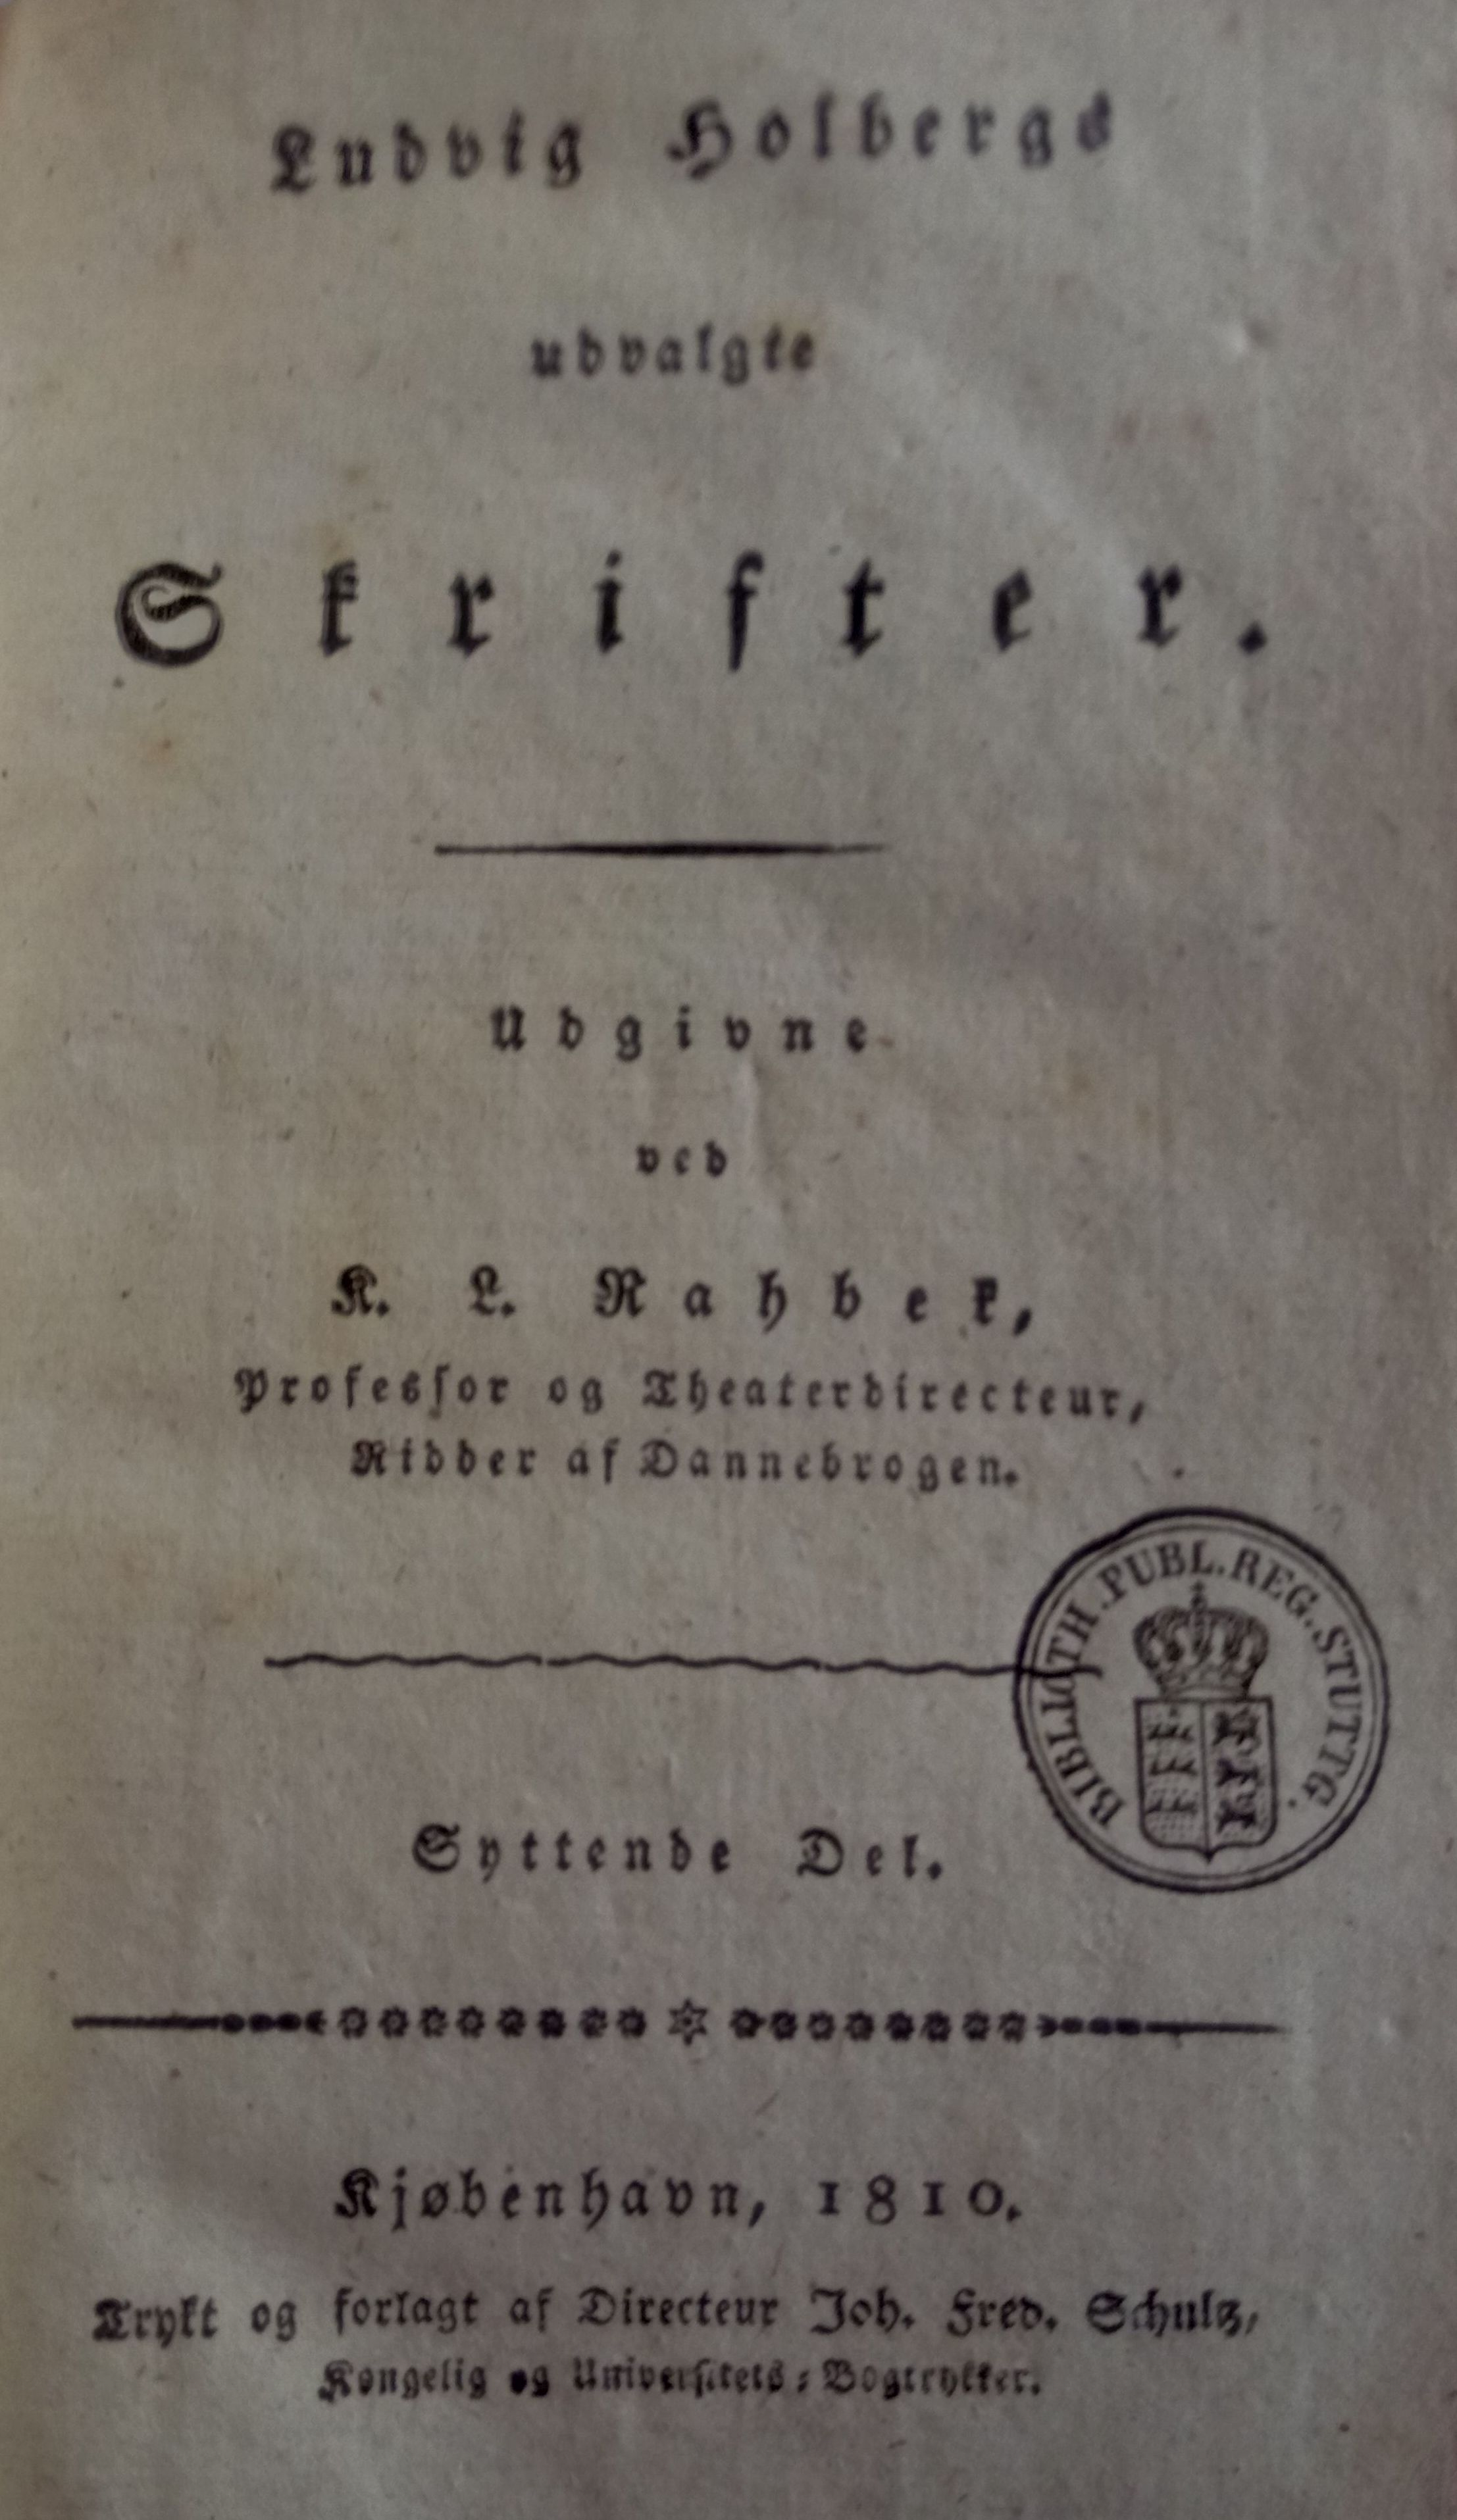 Ludvig Holbergs
udvalgte
Skrifter.
Udgivne
ved
K. L. Rahbek,
Professor og Theaterdirecteur,
Ridder af Dannebrogen.
BIBLIOTH. PUBL. REG. STUTTG.
Syttende Del.
Kjøbenhavn, 1810.
Trykt og forlagt af Directeur Joh. Fred. Schultz,
Kongelig og Universitets-Bogtrykker.